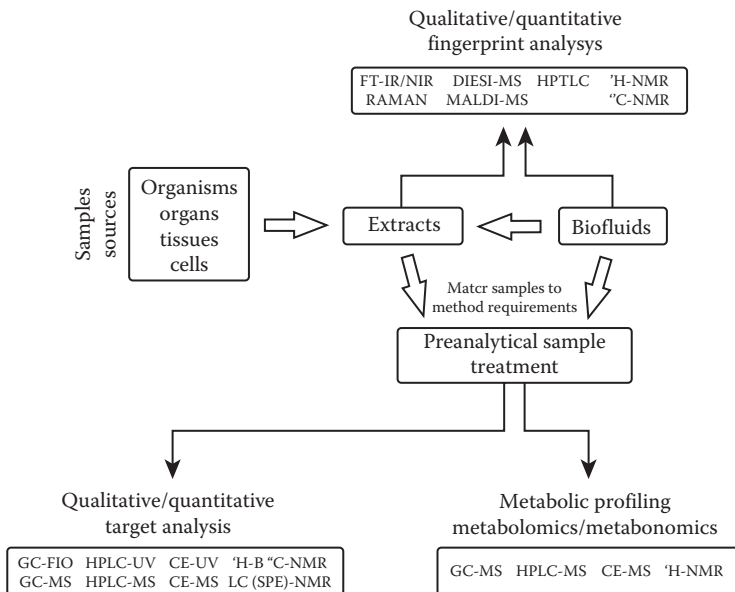 Qualitative/quantitative
fingerprint analysys
FT-IR/NIR DIESI-MS HPTLC 'H-NMR
RAMAN MALDI-MS “C-NMR
Samples
sources
Organisms
organs
tissues
cells
Extracts
Biofluids
Matcr samples to
method requirements
Preanalytical sample
treatment
Qualitative/quantitative
target analysis
GC-FIO HPLC-UV CE-UV 'H-B “C-NMR
GC-MS HPLC-MS CE-MS LC (SPE)-NMR
Metabolic profiling
metabolomics/metabonomics
GC-MS HPLC-MS CE-MS 'H-NMR